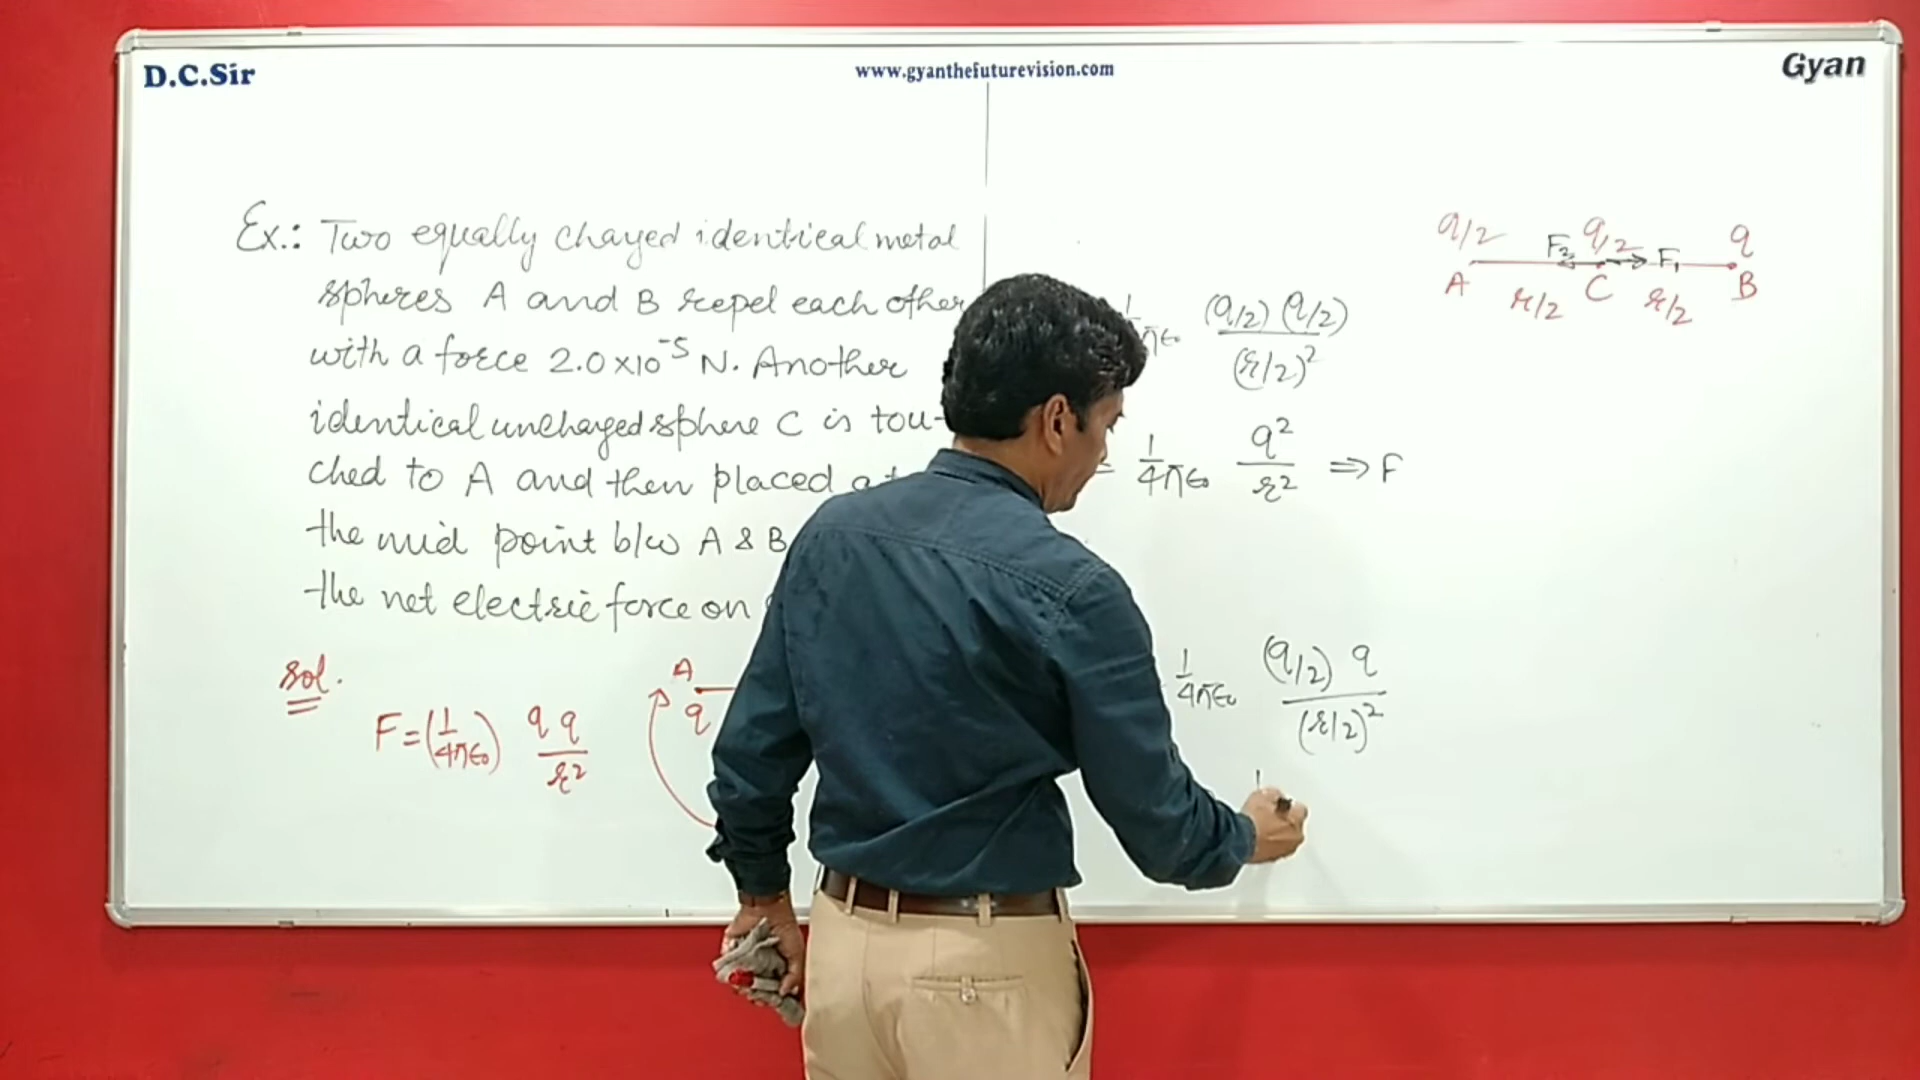 D.C.Sir
www.gyanthefuturevision.com
Gyan
Ex.: Two equally charged identical metal
spheres A and B repel each other
with a force 2.0×10⁻⁵ N. Another
identical uncharged sphere C is tou-
ched to A and then placed at
the mid point b/w A & B
the net electric force on
sol.
F = (1/4πε₀) q q / r²
A
q
q/2 F₂ q/2 F₁ q
A C B
r/2 r/2
(q/2) (q/2) / (r/2)²
= 1/4πε₀ q²/r² ⇒ F
1/4πε₀ (q/2) q / (r/2)²